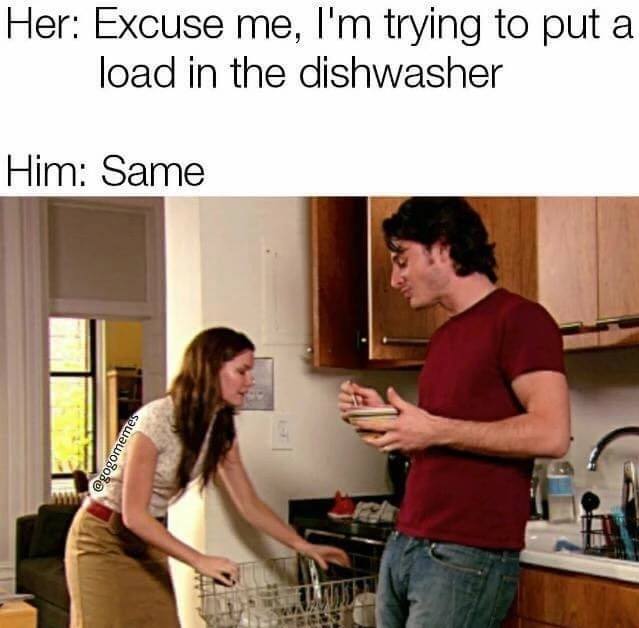 Her: Excuse me, I'm trying to put a
load in the dishwasher
Him: Same
@gogomemes